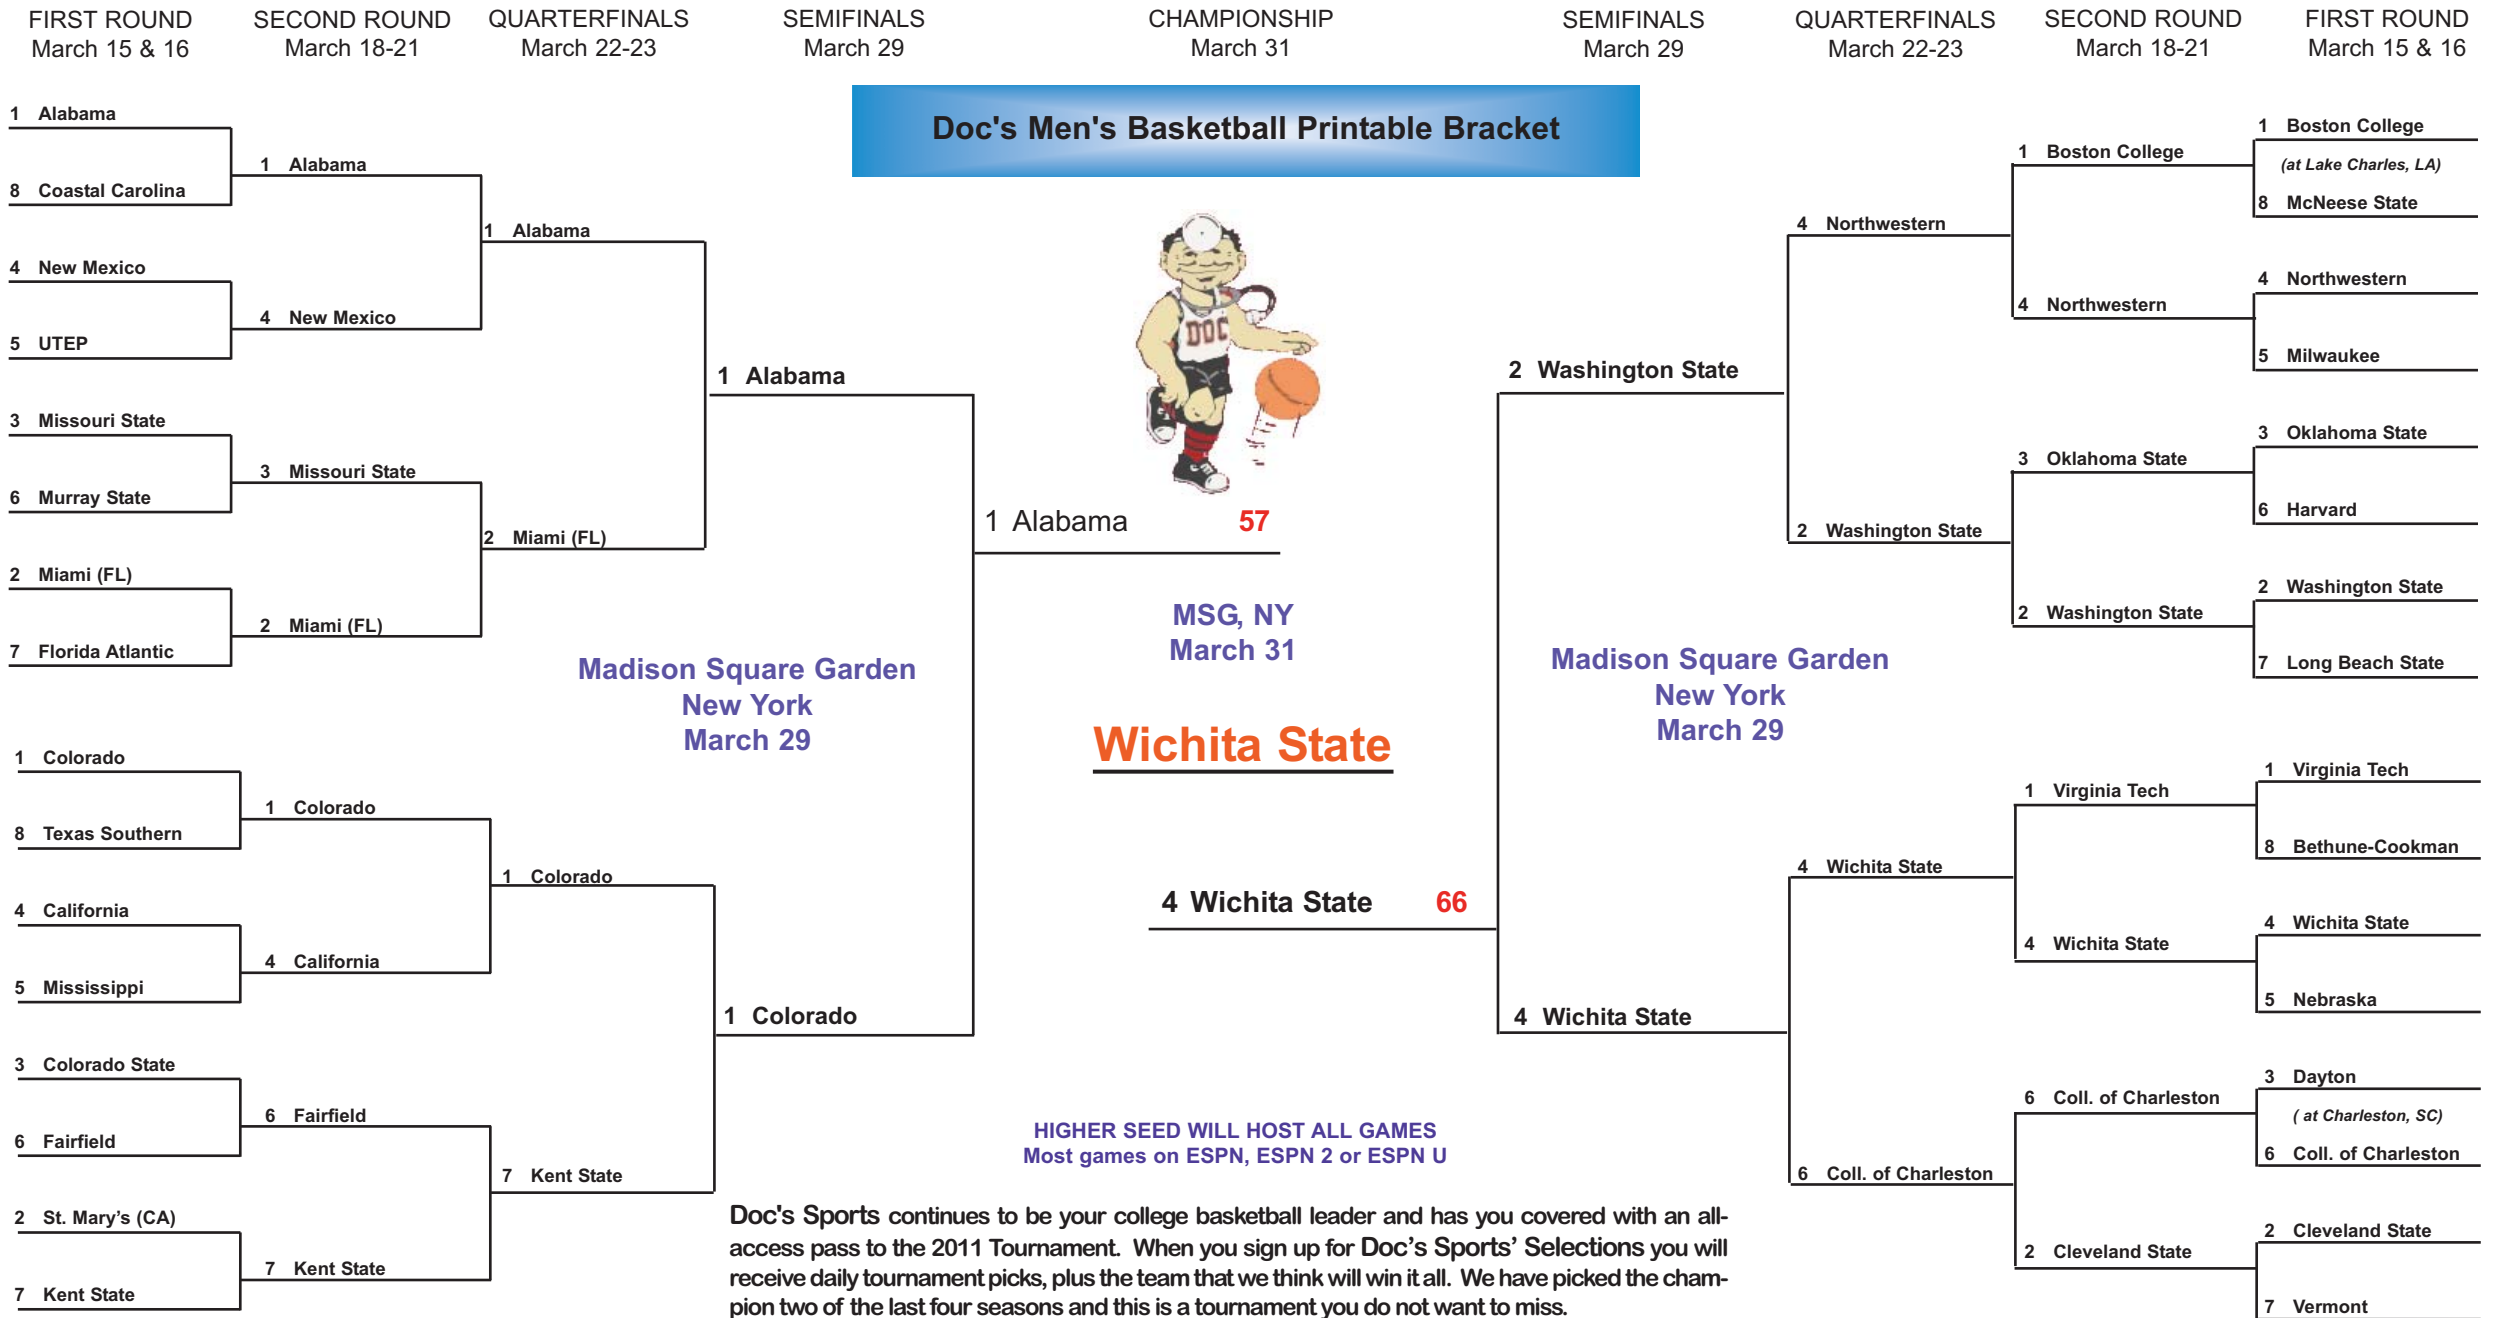 FIRST ROUND
March 15 & 16
SECOND ROUND
March 18-21
QUARTERFINALS
March 22-23
SEMIFINALS
March 29
CHAMPIONSHIP
March 31
SEMIFINALS
March 29
QUARTERFINALS
March 22-23
SECOND ROUND
March 18-21
FIRST ROUND
March 15 & 16
Doc's Men's Basketball Printable Bracket
1 Alabama
8 Coastal Carolina
4 New Mexico
5 UTEP
3 Missouri State
6 Murray State
2 Miami (FL)
7 Florida Atlantic
1 Colorado
8 Texas Southern
4 California
5 Mississippi
3 Colorado State
6 Fairfield
2 St. Mary’s (CA)
7 Kent State
1 Alabama
4 New Mexico
3 Missouri State
2 Miami (FL)
1 Colorado
4 California
6 Fairfield
7 Kent State
1 Alabama
2 Miami (FL)
1 Colorado
7 Kent State
1 Alabama
1 Colorado
Madison Square Garden
New York
March 29
DOC
1 Alabama 57
MSG, NY
March 31
Wichita State
4 Wichita State 66
HIGHER SEED WILL HOST ALL GAMES
Most games on ESPN, ESPN 2 or ESPN U
Doc's Sports continues to be your college basketball leader and has you covered with an all-
access pass to the 2011 Tournament. When you sign up for Doc’s Sports’ Selections you will
receive daily tournament picks, plus the team that we think will win it all. We have picked the cham-
pion two of the last four seasons and this is a tournament you do not want to miss.
2 Washington State
4 Wichita State
Madison Square Garden
New York
March 29
4 Northwestern
2 Washington State
4 Wichita State
6 Coll. of Charleston
1 Boston College
4 Northwestern
3 Oklahoma State
2 Washington State
1 Virginia Tech
4 Wichita State
6 Coll. of Charleston
2 Cleveland State
1 Boston College
(at Lake Charles, LA)
8 McNeese State
4 Northwestern
5 Milwaukee
3 Oklahoma State
6 Harvard
2 Washington State
7 Long Beach State
1 Virginia Tech
8 Bethune-Cookman
4 Wichita State
5 Nebraska
3 Dayton
( at Charleston, SC)
6 Coll. of Charleston
2 Cleveland State
7 Vermont